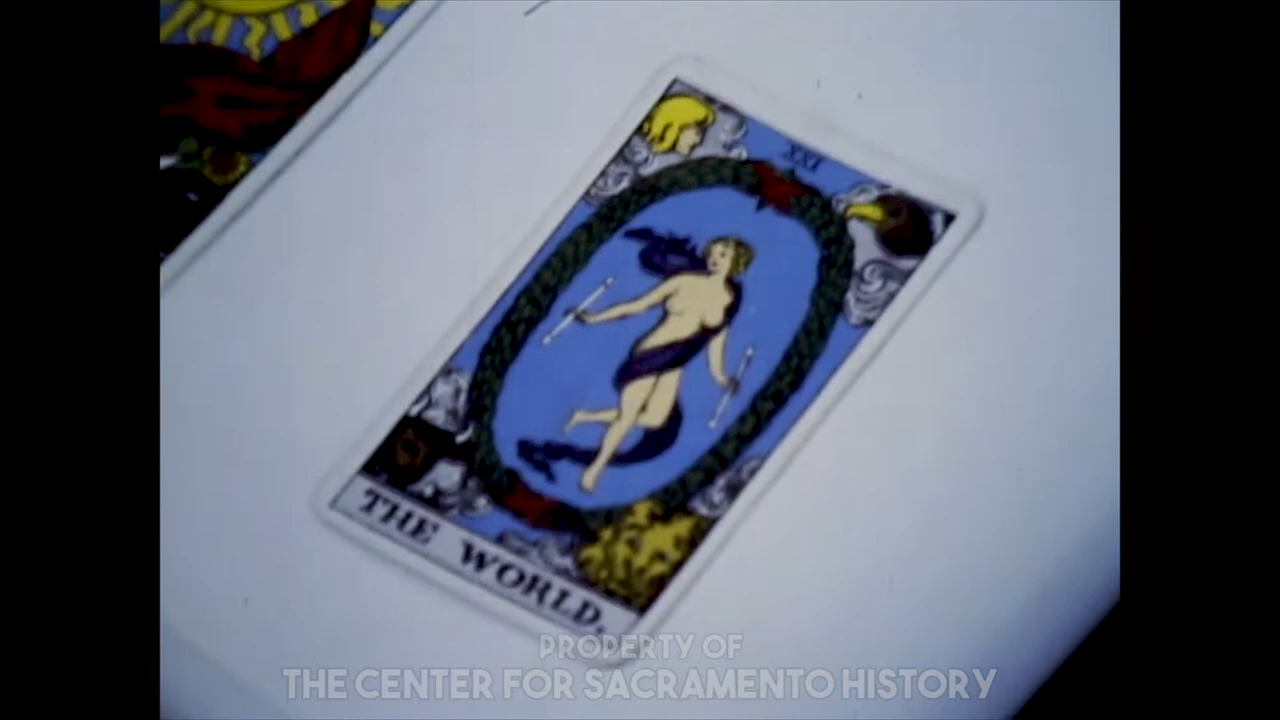 XXI
THE WORLD.
PROPERTY OF
THE CENTER FOR SACRAMENTO HISTORY